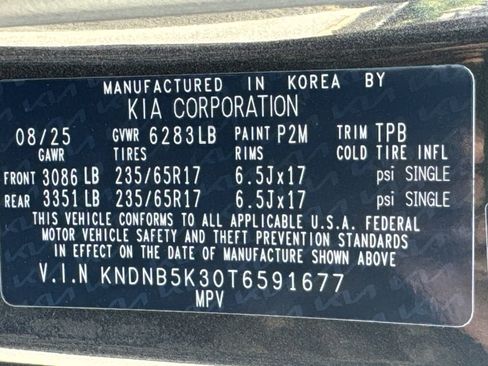 MANUFACTURED IN KOREA BY
KIA CORPORATION
08/25 GVWR 6283LB PAINT P2M TRIM TPB
GAWR TIRES RIMS COLD TIRE INFL
FRONT 3086 LB 235/65R17 6.5Jx17 psi SINGLE
REAR 3351 LB 235/65R17 6.5Jx17 psi SINGLE
THIS VEHICLE CONFORMS TO ALL APPLICABLE U.S.A. FEDERAL
MOTOR VEHICLE SAFETY AND THEFT PREVENTION STANDARDS
IN EFFECT ON THE DATE OF MANUFACTURE SHOWN ABOVE
V.I.N KNDNB5K30T6591677
MPV